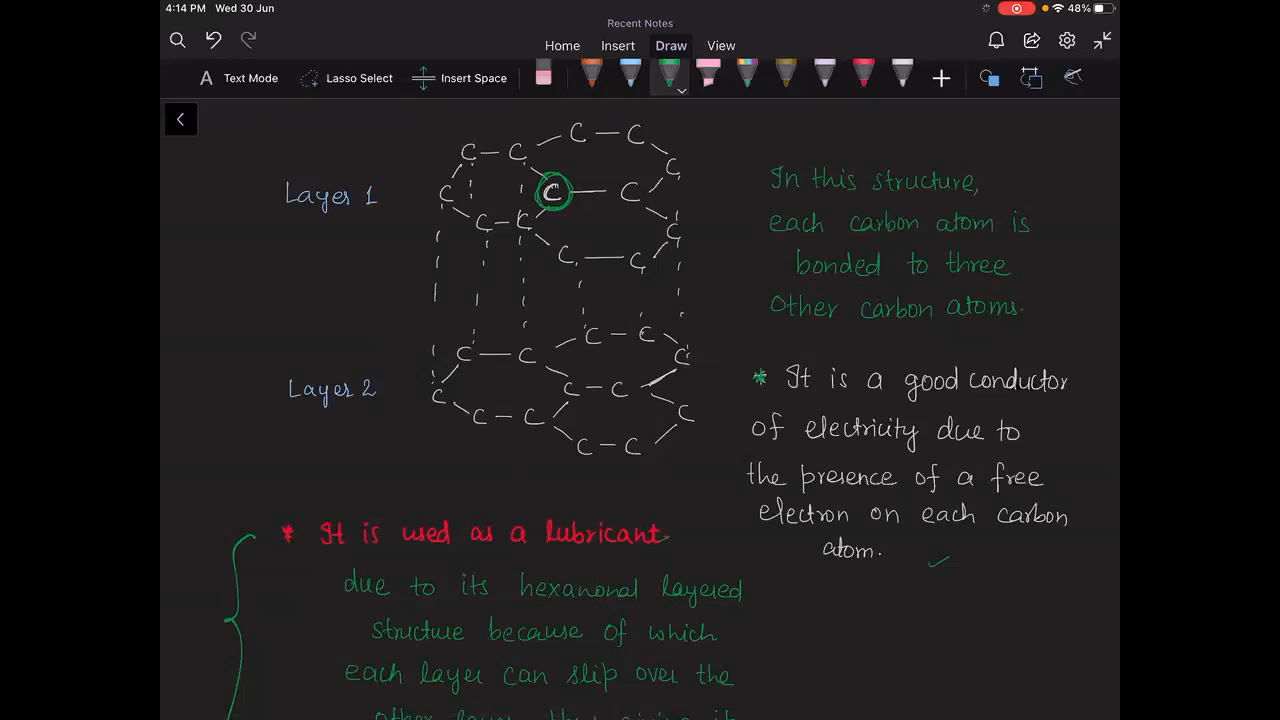 4:14 PM Wed 30 Jun
48%
Recent Notes
Home Insert Draw View
A Text Mode Lasso Select Insert Space
C — C
C — C C
Layer 1 C C — C
C — C C
C — C
C — C
C — C C
Layer 2 C C — C
C — C C
C — C
In this structure,
each carbon atom is
bonded to three
Other carbon atoms.
* It is a good conductor
of electricity due to
the presence of a free
electron on each carbon
atom.
* It is used as a lubricant
due to its hexanonal layered
structure because of which
each layer can slip over the
other layer